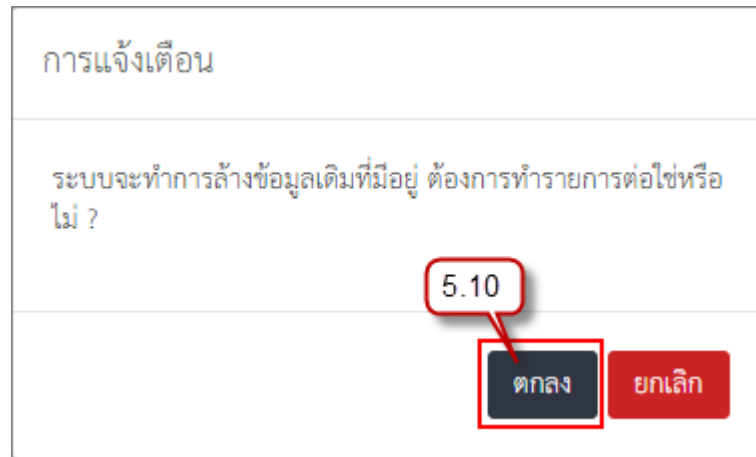 การแจ้งเตือน
ระบบจะทำการล้างข้อมูลเดิมที่มีอยู่ ต้องการทำรายการต่อใช่หรือ
ไม่ ?
5.10
ตกลง ยกเลิก